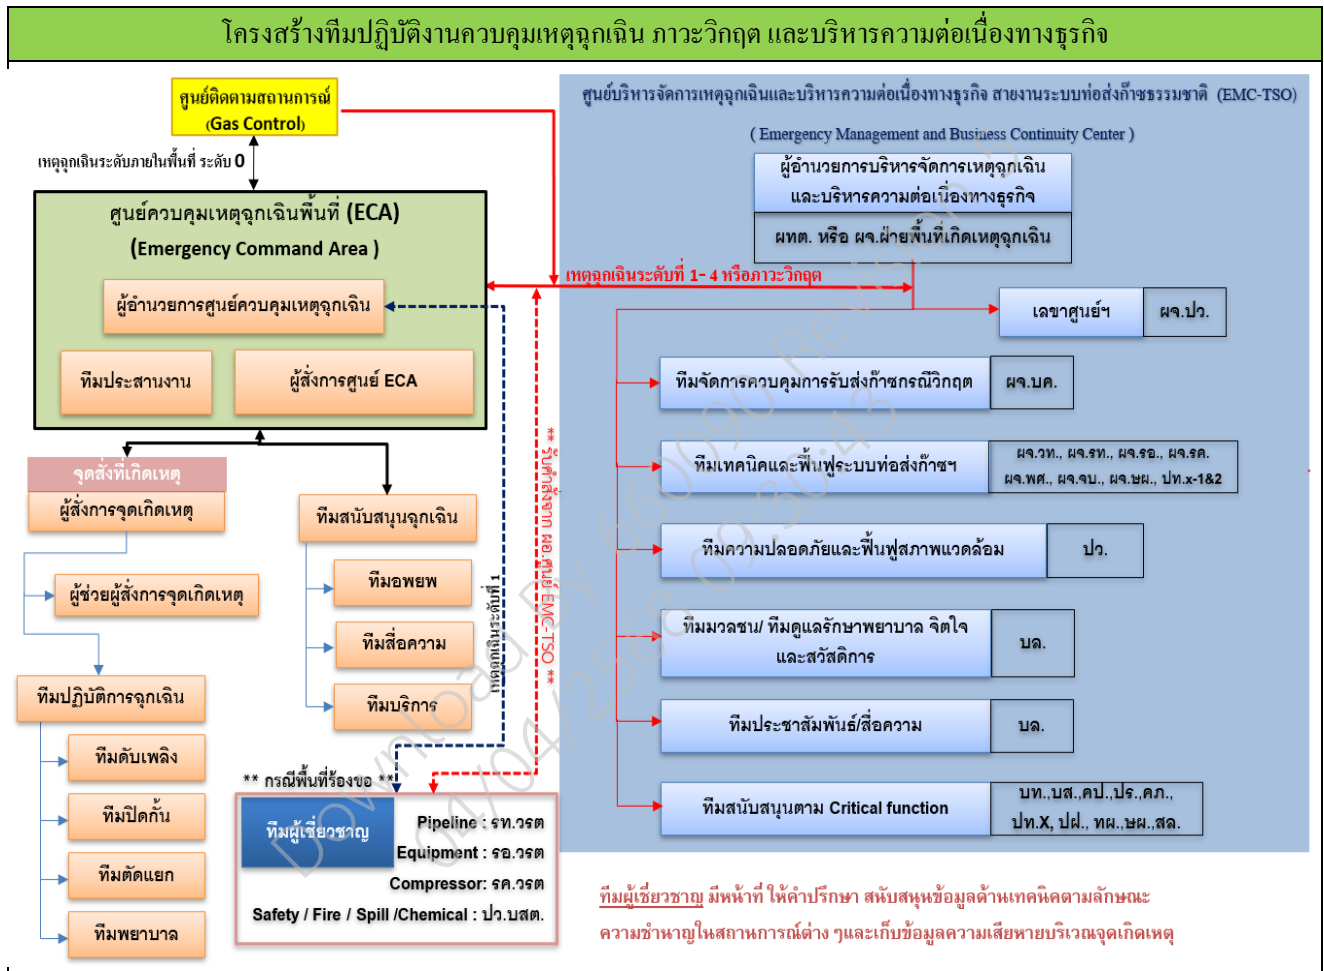 โครงสร้างทีมปฏิบัติงานควบคุมเหตุฉุกเฉิน ภาวะวิกฤต และบริหารความต่อเนื่องทางธุรกิจ
ศูนย์ติดตามสถานการณ์
(Gas Control)
เหตุฉุกเฉินระดับภายในพื้นที่ ระดับ 0
ศูนย์ควบคุมเหตุฉุกเฉินพื้นที่ (ECA)
(Emergency Command Area )
ผู้อำนวยการศูนย์ควบคุมเหตุฉุกเฉิน
ทีมประสานงาน
ผู้สั่งการศูนย์ ECA
จุดสั่งที่เกิดเหตุ
ผู้สั่งการจุดเกิดเหตุ
ผู้ช่วยผู้สั่งการจุดเกิดเหตุ
ทีมปฏิบัติการฉุกเฉิน
ทีมดับเพลิง
ทีมปิดกั้น
ทีมตัดแยก
ทีมพยาบาล
ทีมสนับสนุนฉุกเฉิน
ทีมอพยพ
ทีมสื่อความ
ทีมบริการ
เหตุฉุกเฉินระดับที่ 1
** รับคำสั่งจาก ผอ.ศูนย์ EMC-TSO **
** กรณีพื้นที่ร้องขอ **
ทีมผู้เชี่ยวชาญ
Pipeline : รท.วรต
Equipment : รอ.วรต
Compressor: รค.วรต
Safety / Fire / Spill /Chemical : ปว.บสต.
ศูนย์บริหารจัดการเหตุฉุกเฉินและบริหารความต่อเนื่องทางธุรกิจ สายงานระบบท่อส่งก๊าซธรรมชาติ (EMC-TSO)
( Emergency Management and Business Continuity Center )
ผู้อำนวยการบริหารจัดการเหตุฉุกเฉิน
และบริหารความต่อเนื่องทางธุรกิจ
ผทต. หรือ ผจ.ฝ่ายพื้นที่เกิดเหตุฉุกเฉิน
เหตุฉุกเฉินระดับที่ 1- 4 หรือภาวะวิกฤต
เลขาศูนย์ฯ
ผจ.ปว.
ทีมจัดการควบคุมการรับส่งก๊าซกรณีวิกฤต
ผจ.บค.
ทีมเทคนิคและฟื้นฟูระบบท่อส่งก๊าซฯ
ผจ.วท., ผจ.รท., ผจ.รอ., ผจ.รค.
ผจ.พศ., ผจ.จบ., ผจ.ษผ., ปท.x-1&2
ทีมความปลอดภัยและฟื้นฟูสภาพแวดล้อม
ปว.
ทีมมวลชน/ ทีมดูแลรักษาพยาบาล จิตใจ
และสวัสดิการ
บล.
ทีมประชาสัมพันธ์/สื่อความ
บล.
ทีมสนับสนุนตาม Critical function
บท.,บส.,คป.,ปร.,คภ.,
ปท.X, ปฝ., ทผ.,ษผ.,สล.
ทีมผู้เชี่ยวชาญ มีหน้าที่ ให้คำปรึกษา สนับสนุนข้อมูลด้านเทคนิคตามลักษณะ
ความชำหาญในสถานการณ์ต่าง ๆและเก็บข้อมูลความเสียหายบริเวณจุดเกิดเหตุ
Download By 660090 Revision 5
04/04/2568 09:30:43